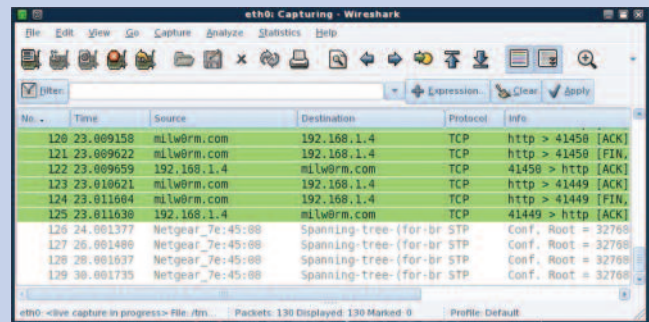 eth0: Capturing - Wireshark
File Edit View Go Capture Analyze Statistics Help
Filter: Expression... Clear Apply
No. Time Source Destination Protocol Info
120 23.009158 milw0rm.com 192.168.1.4 TCP http > 41450 [ACK]
121 23.009622 milw0rm.com 192.168.1.4 TCP http > 41450 [FIN,
122 23.009659 192.168.1.4 milw0rm.com TCP 41450 > http [ACK]
123 23.010621 milw0rm.com 192.168.1.4 TCP http > 41449 [ACK]
124 23.011604 milw0rm.com 192.168.1.4 TCP http > 41449 [FIN,
125 23.011630 192.168.1.4 milw0rm.com TCP 41449 > http [ACK]
126 24.001377 Netgear_7e:45:08 Spanning-tree-(for-br STP Conf. Root = 32768
127 26.001480 Netgear_7e:45:08 Spanning-tree-(for-br STP Conf. Root = 32768
128 28.001637 Netgear_7e:45:08 Spanning-tree-(for-br STP Conf. Root = 32768
129 30.001735 Netgear_7e:45:08 Spanning-tree-(for-br STP Conf. Root = 32768
eth0: <live capture in progress> File: /tm... Packets: 130 Displayed: 130 Marked: 0 Profile: Default